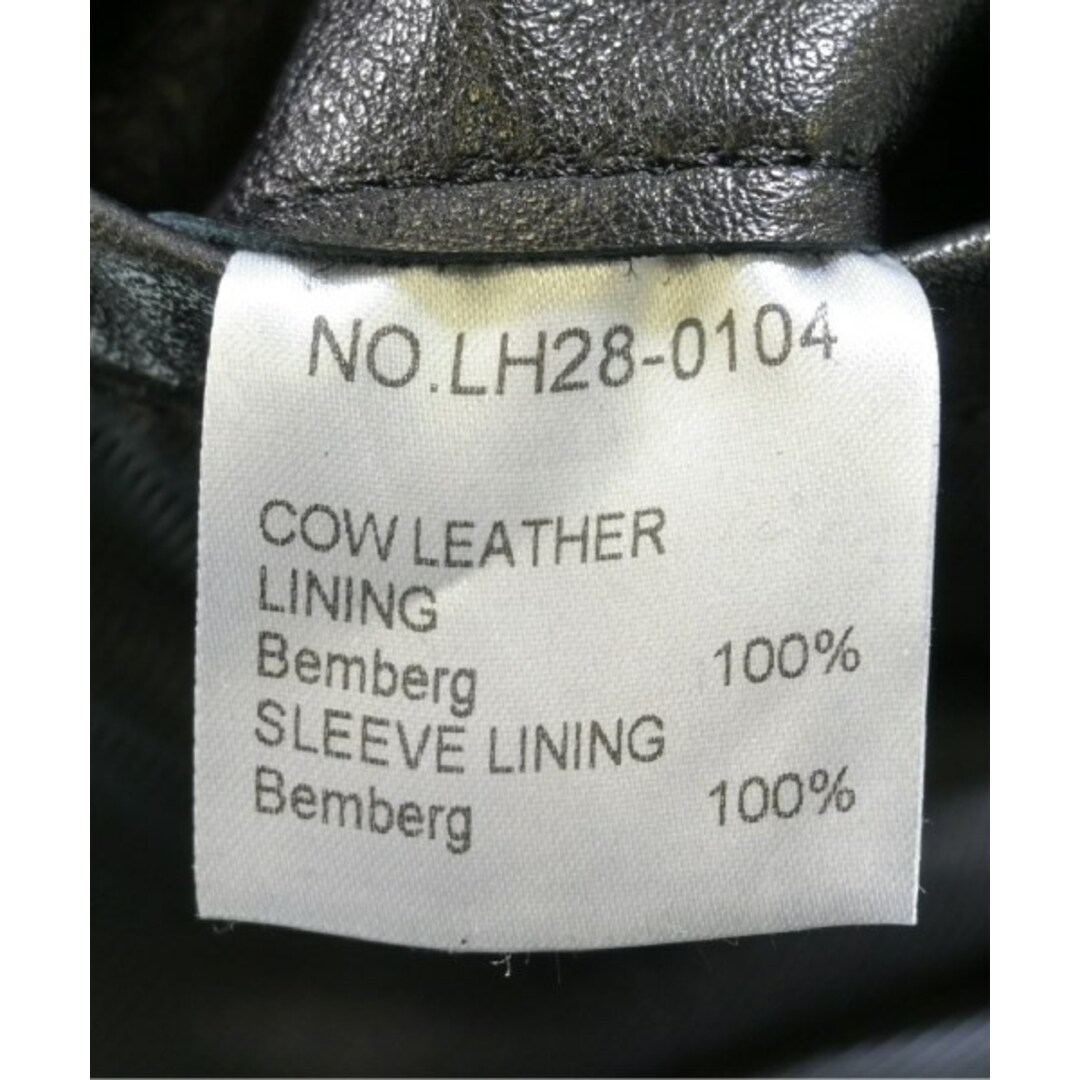 NO.LH28-0104
COW LEATHER
LINING
Bemberg 100%
SLEEVE LINING
Bemberg 100%